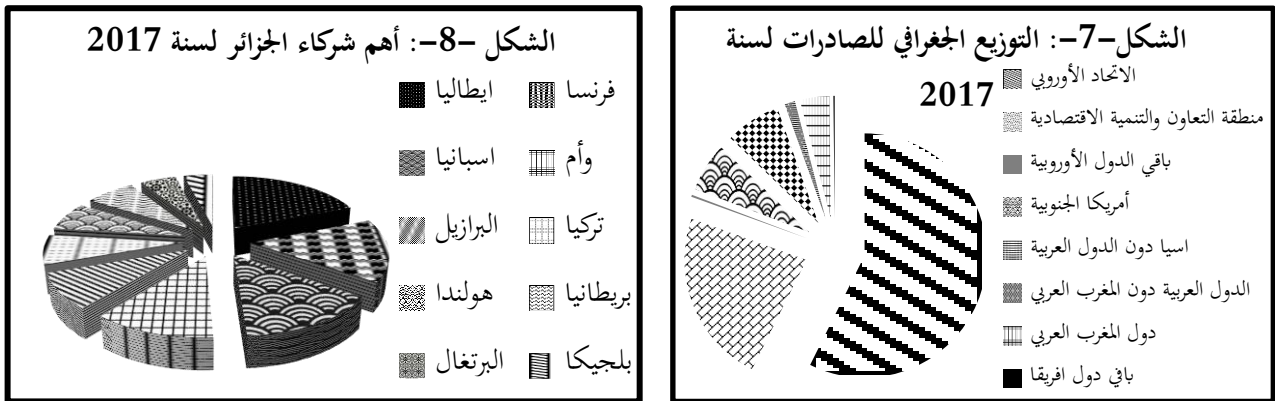 الشكل-7-: التوزيع الجغرافي للصادرات لسنة
2017
الاتحاد الأوروبي
منطقة التعاون والتنمية الاقتصادية
باقي الدول الأوروبية
أمريكا الجنوبية
اسيا دون الدول العربية
الدول العربية دون المغرب العربي
دول المغرب العربي
باقي دول افريقا
الشكل -8-: أهم شركاء الجزائر لسنة 2017
فرنسا ايطاليا
وأم اسبانيا
تركيا البرازيل
بريطانيا هولندا
بلجيكا البرتغال